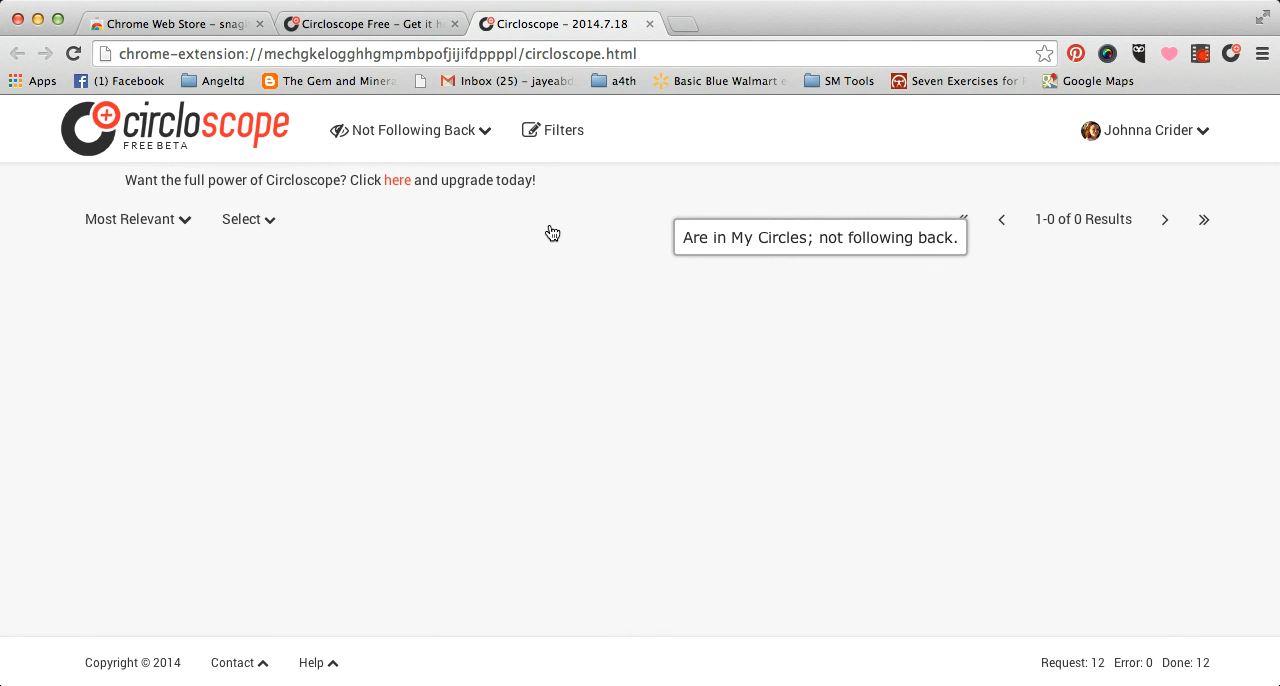 Chrome Web Store – snagi
Circloscope Free – Get it h
Circloscope – 2014.7.18
chrome-extension://mechgkelogghhgmpmbpofjijifdppppl/circloscope.html
Apps
(1) Facebook
Angeltd
The Gem and Minera
Inbox (25) – jayeabd
a4th
Basic Blue Walmart
SM Tools
Seven Exercises for
Google Maps
circloscope
FREE BETA
Not Following Back
Filters
Johnna Crider
Want the full power of Circloscope? Click here and upgrade today!
Most Relevant
Select
1-0 of 0 Results
Are in My Circles; not following back.
Copyright © 2014
Contact
Help
Request: 12 Error: 0 Done: 12